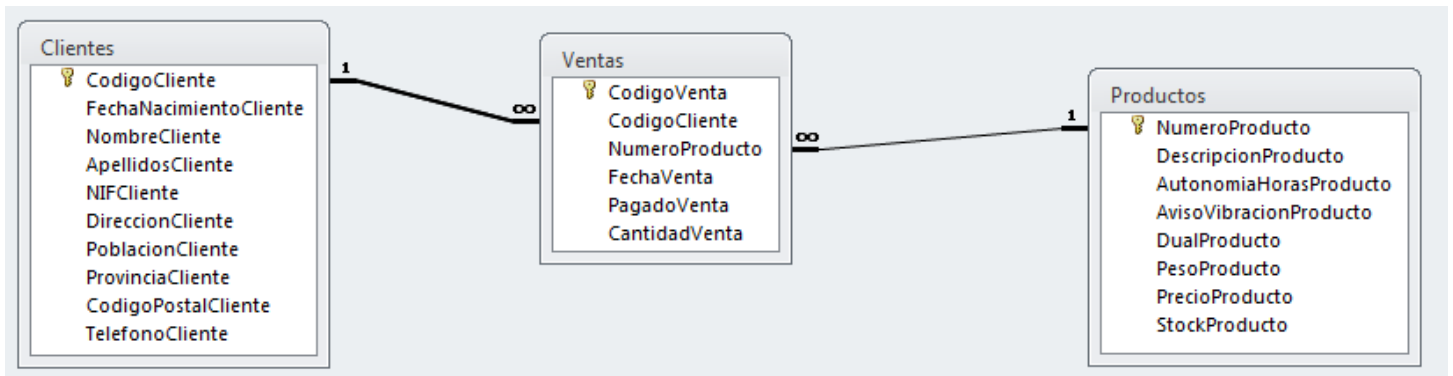 Clientes
CodigoCliente
FechaNacimientoCliente
NombreCliente
ApellidosCliente
NIFCliente
DireccionCliente
PoblacionCliente
ProvinciaCliente
CodigoPostalCliente
TelefonoCliente
1
∞
Ventas
CodigoVenta
CodigoCliente
NumeroProducto
FechaVenta
PagadoVenta
CantidadVenta
∞
1
Productos
NumeroProducto
DescripcionProducto
AutonomiaHorasProducto
AvisoVibracionProducto
DualProducto
PesoProducto
PrecioProducto
StockProducto